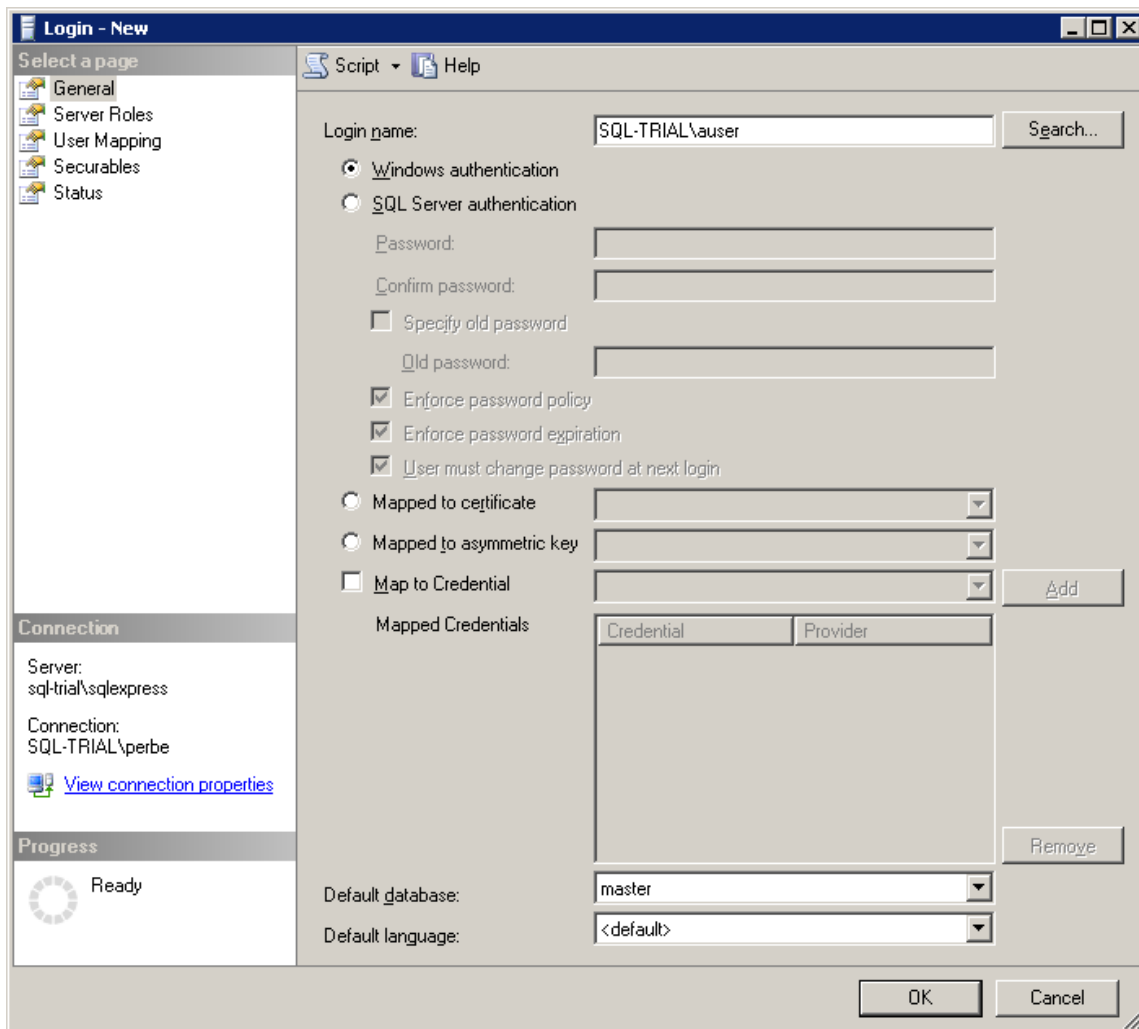 Login - New
Select a page
General
Server Roles
User Mapping
Securables
Status
Connection
Server:
sql-trial\sqlexpress
Connection:
SQL-TRIAL\perbe
View connection properties
Progress
Ready
Script Help
Login name: SQL-TRIAL\auser Search...
Windows authentication
SQL Server authentication
Password:
Confirm password:
Specify old password
Old password:
Enforce password policy
Enforce password expiration
User must change password at next login
Mapped to certificate
Mapped to asymmetric key
Map to Credential Add
Mapped Credentials Credential Provider
Remove
Default database: master
Default language: <default>
OK Cancel